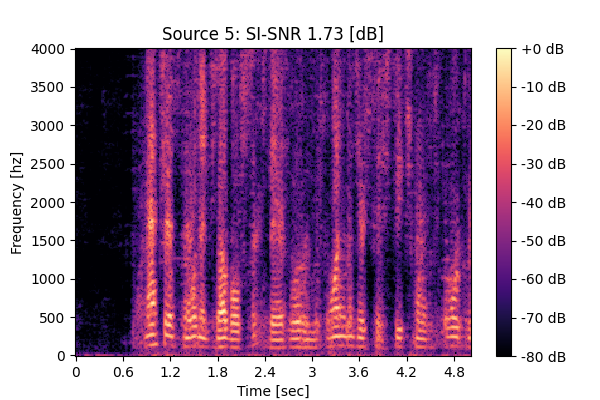 Source 5: SI-SNR 1.73 [dB]
4000
3500
3000
2500
2000
1500
1000
500
0
Frequency [hz]
0 0.6 1.2 1.8 2.4 3 3.6 4.2 4.8
Time [sec]
+0 dB
-10 dB
-20 dB
-30 dB
-40 dB
-50 dB
-60 dB
-70 dB
-80 dB